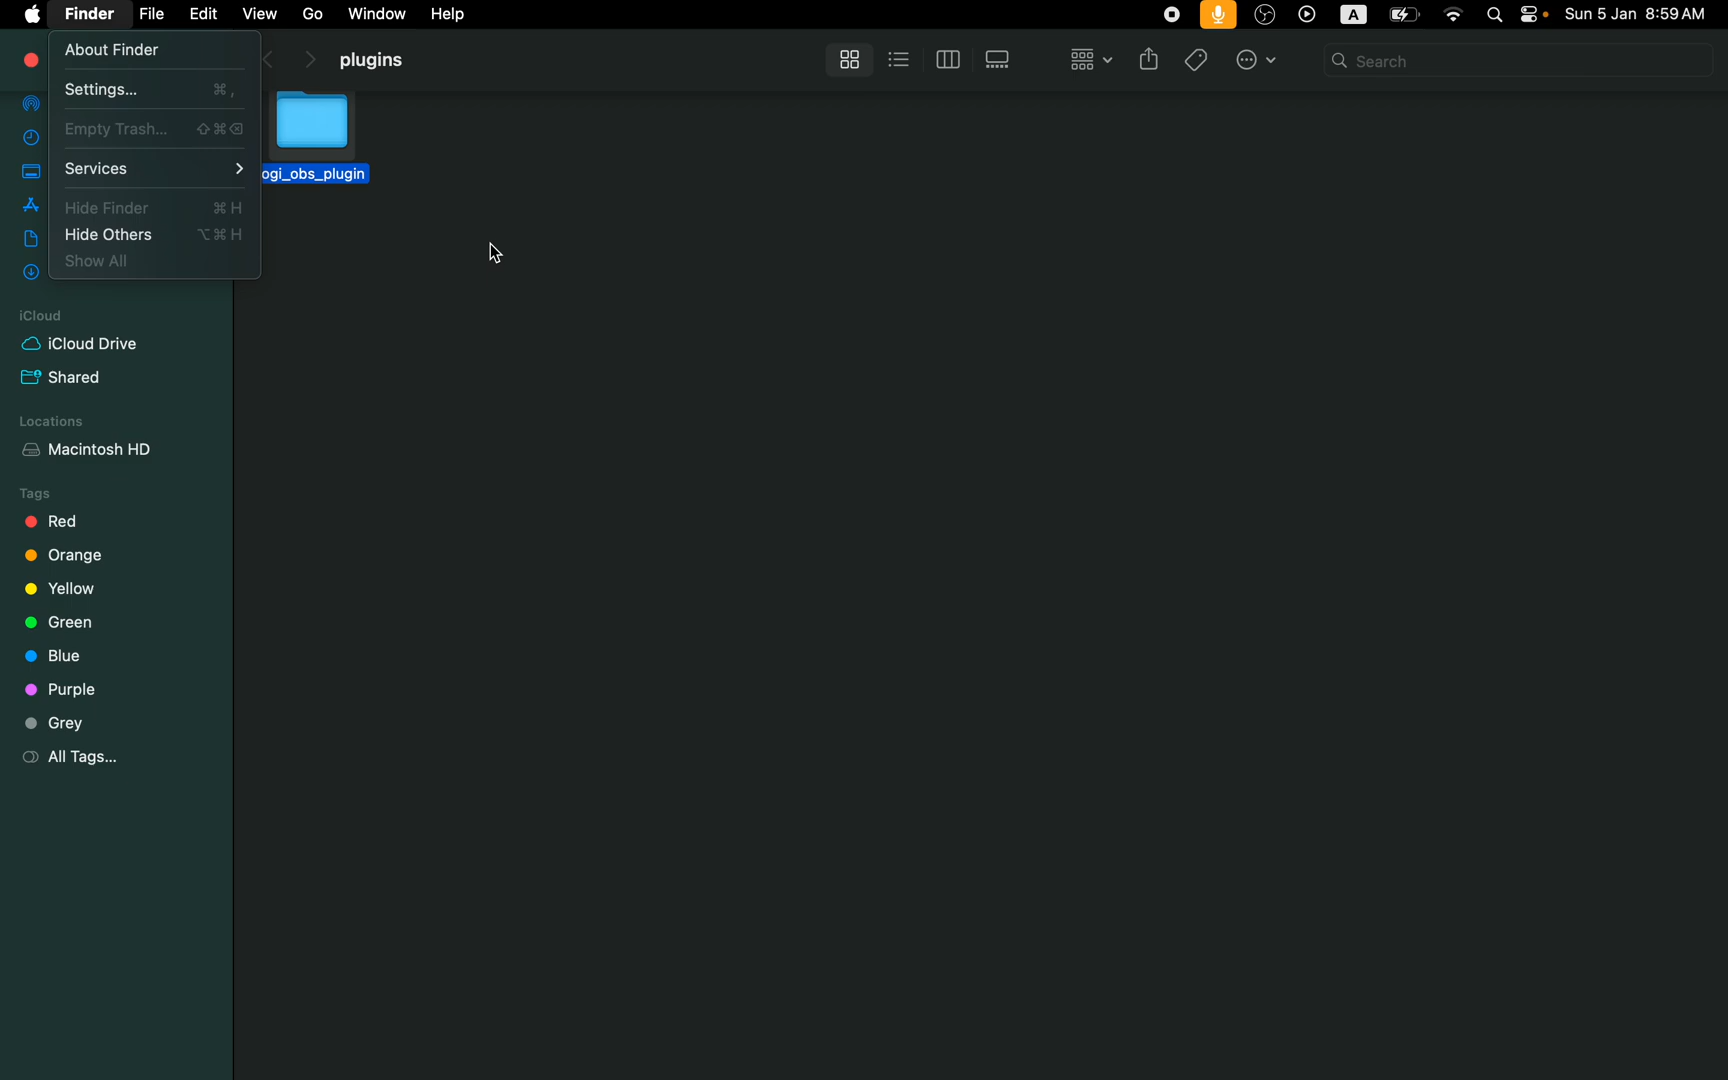 Finder File Edit View Go Window Help A Sun 5 Jan 8:59 AM
plugins
Search
About Finder
Settings... ⌘ ,
Empty Trash... ⇧⌘⌫
Services >
Hide Finder ⌘ H
Hide Others ⌥⌘ H
Show All
ogi_obs_plugin
iCloud
iCloud Drive
Shared
Locations
Macintosh HD
Tags
Red
Orange
Yellow
Green
Blue
Purple
Grey
All Tags...